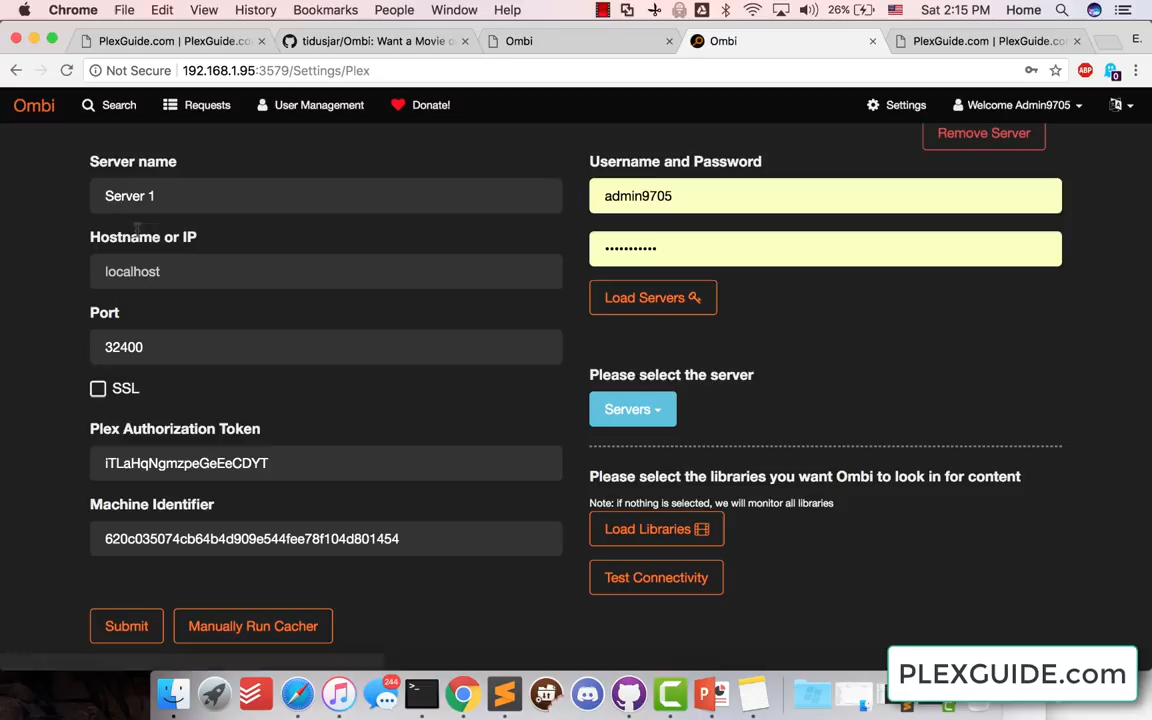 Chrome File Edit View History Bookmarks People Window Help 26% Sat 2:15 PM Home
PlexGuide.com | PlexGuide.co
tidusjar/Ombi: Want a Movie o
Ombi
Ombi
PlexGuide.com | PlexGuide.co
E.
Not Secure 192.168.1.95:3579/Settings/Plex ABP 0
Ombi Search Requests User Management Donate! Settings Welcome Admin9705
Remove Server
Server name
Server 1
Hostname or IP
localhost
Port
32400
SSL
Plex Authorization Token
iTLaHqNgmzpeGeEeCDYT
Machine Identifier
620c035074cb64b4d909e544fee78f104d801454
Submit Manually Run Cacher
Username and Password
admin9705
•••••••••••
Load Servers
Please select the server
Servers
Please select the libraries you want Ombi to look in for content
Note: if nothing is selected, we will monitor all libraries
Load Libraries
Test Connectivity
244
PLEXGUIDE.com